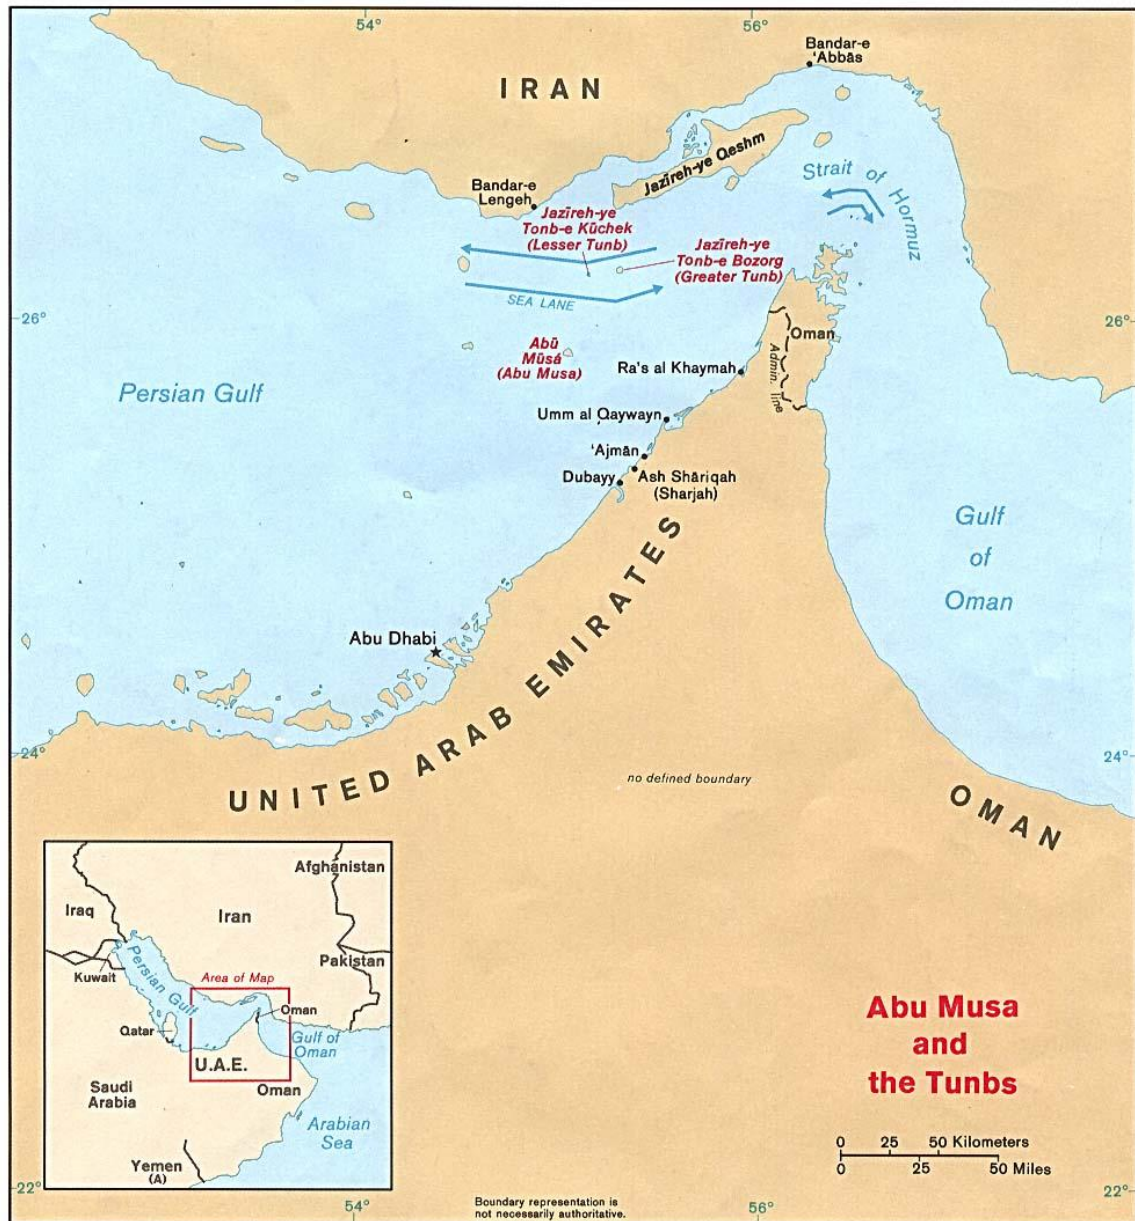 54°
56°
Bandar-e
'Abbās
IRAN
Jazīreh-ye Qeshm
Strait of Hormuz
Bandar-e
Lengeh
Jazīreh-ye
Tonb-e Kūchek
(Lesser Tunb)
Jazīreh-ye
Tonb-e Bozorg
(Greater Tunb)
SEA LANE
26°
26°
Oman
Admin. line
Abū
Mūsá
(Abu Musa)
Ra's al Khaymah
Persian Gulf
Umm al Qaywayn
'Ajmān
Dubayy
Ash Shāriqah
(Sharjah)
Gulf
of
Oman
Abu Dhabi
UNITED ARAB EMIRATES
24°
24°
no defined boundary
OMAN
Afghanistan
Iraq
Iran
Kuwait
Persian Gulf
Pakistan
Area of Map
Oman
Qatar
Gulf of
Oman
U.A.E.
Saudi
Arabia
Oman
Arabian
Sea
Yemen
(A)
Abu Musa
and
the Tunbs
0 25 50 Kilometers
0 25 50 Miles
22°
22°
54°
56°
Boundary representation is
not necessarily authoritative.